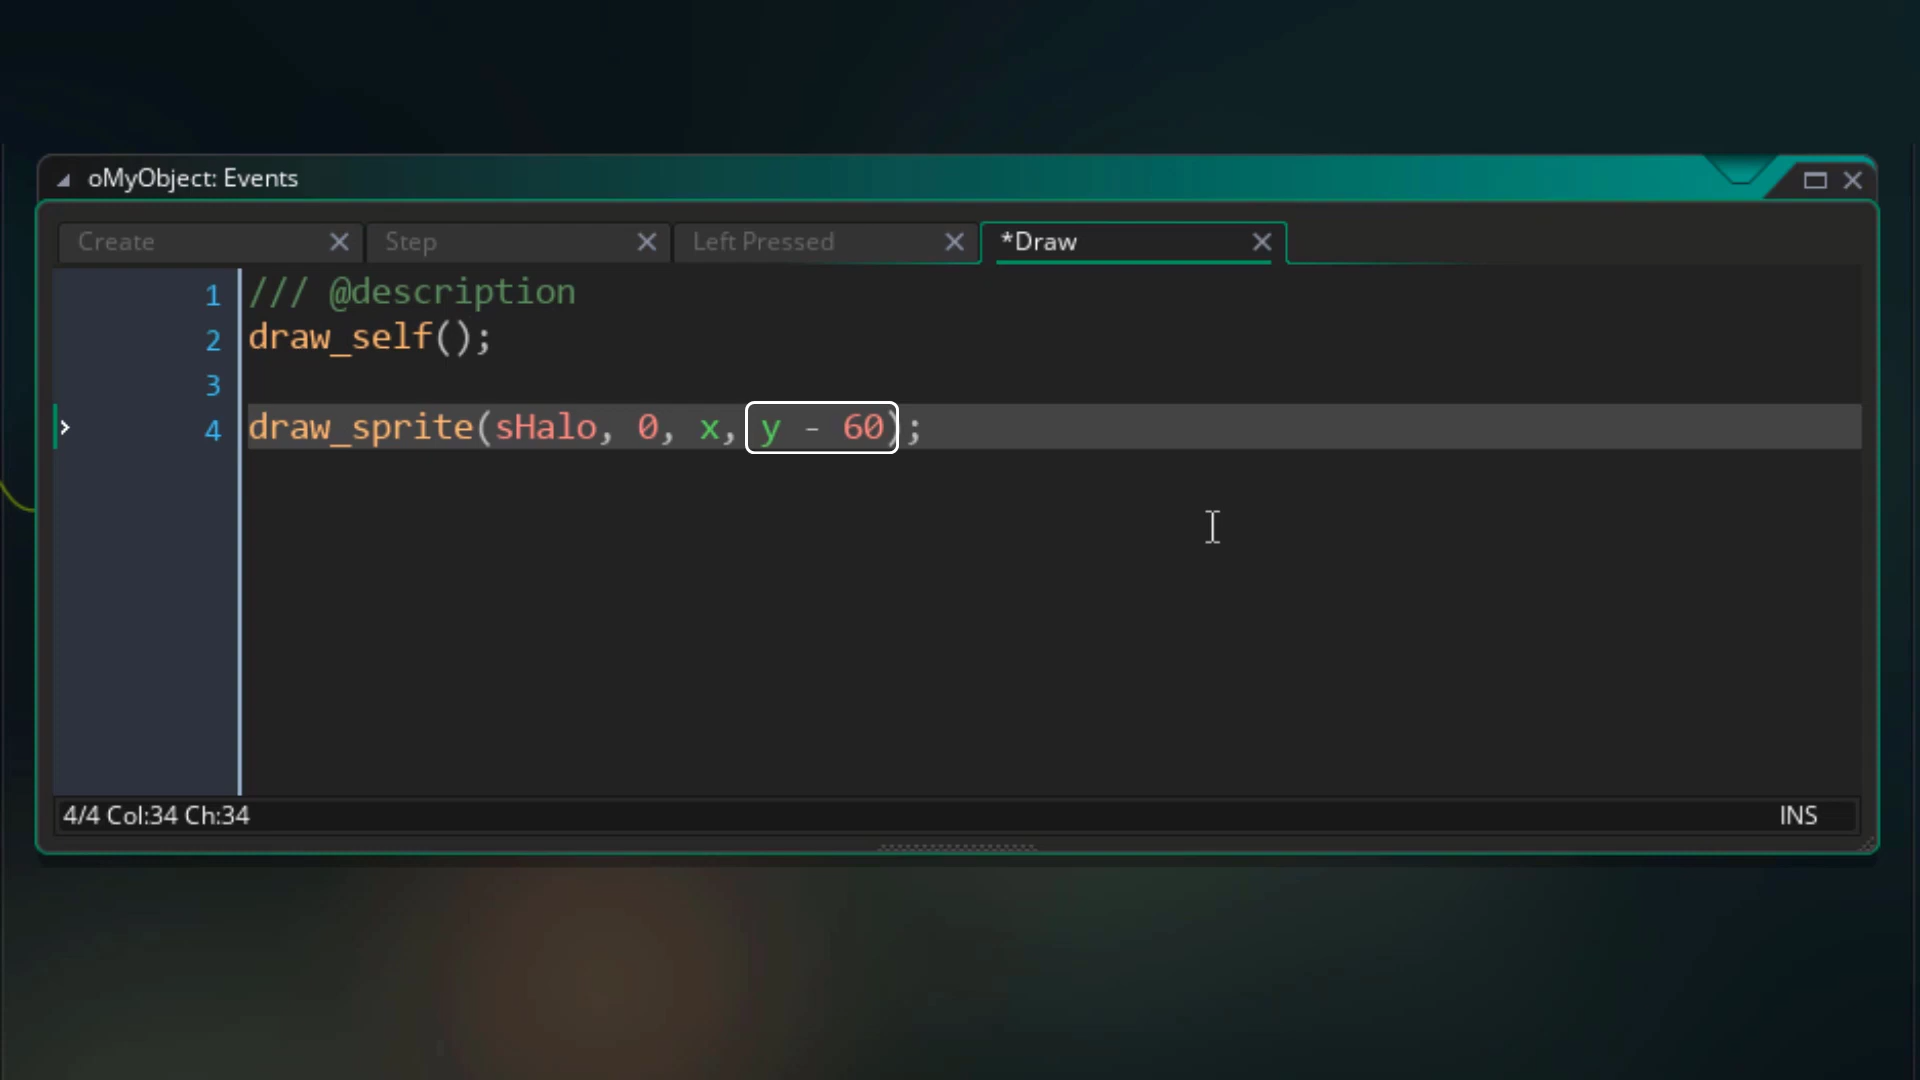 oMyObject: Events
Create Step Left Pressed *Draw
1 /// @description
2 draw_self();
3
4 draw_sprite(sHalo, 0, x, y - 60);
4/4 Col:34 Ch:34 INS